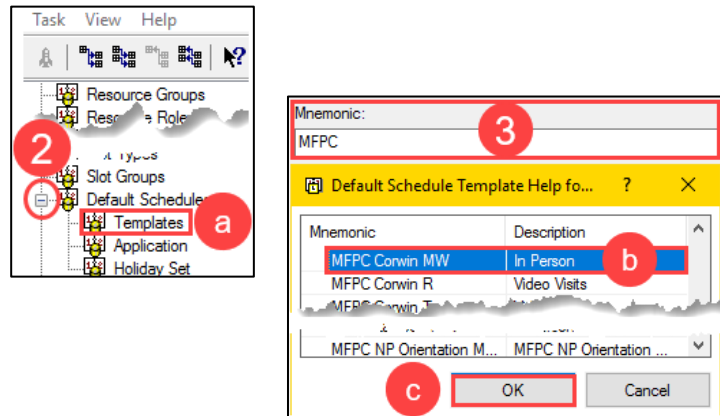 Task View Help
Resource Groups
2
Slot Groups
Default Schedules
Templates
a
Application
Holiday Set
Mnemonic:
3
MFPC
Default Schedule Template Help fo... ? X
Mnemonic Description
MFPC Corwin MW In Person
b
MFPC Corwin R Video Visits
MFPC Corwin T
MFPC NP Orientation M... MFPC NP Orientation ...
c
OK Cancel